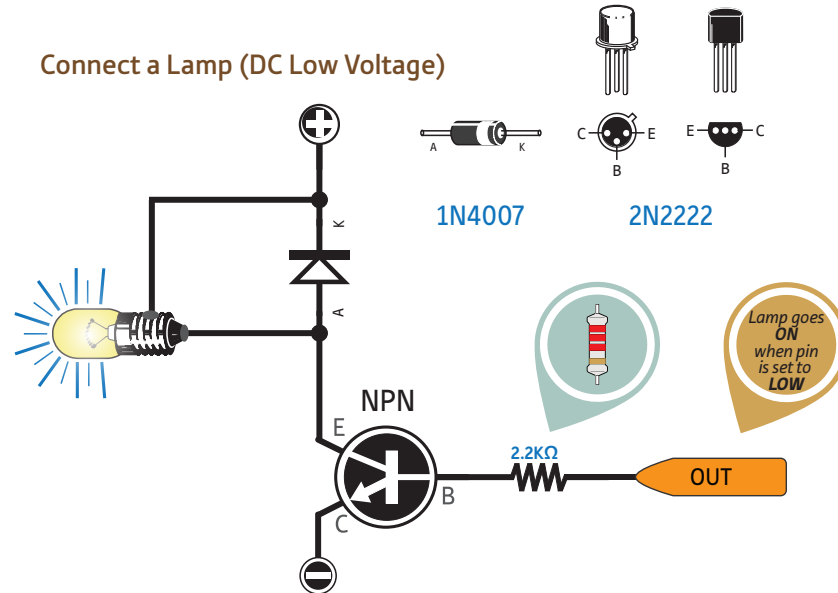 Connect a Lamp (DC Low Voltage)
A K
C E
B
E C
B
1N4007
2N2222
K
A
Lamp goes
ON
when pin
is set to
LOW
NPN
E
2.2KΩ
B
OUT
C